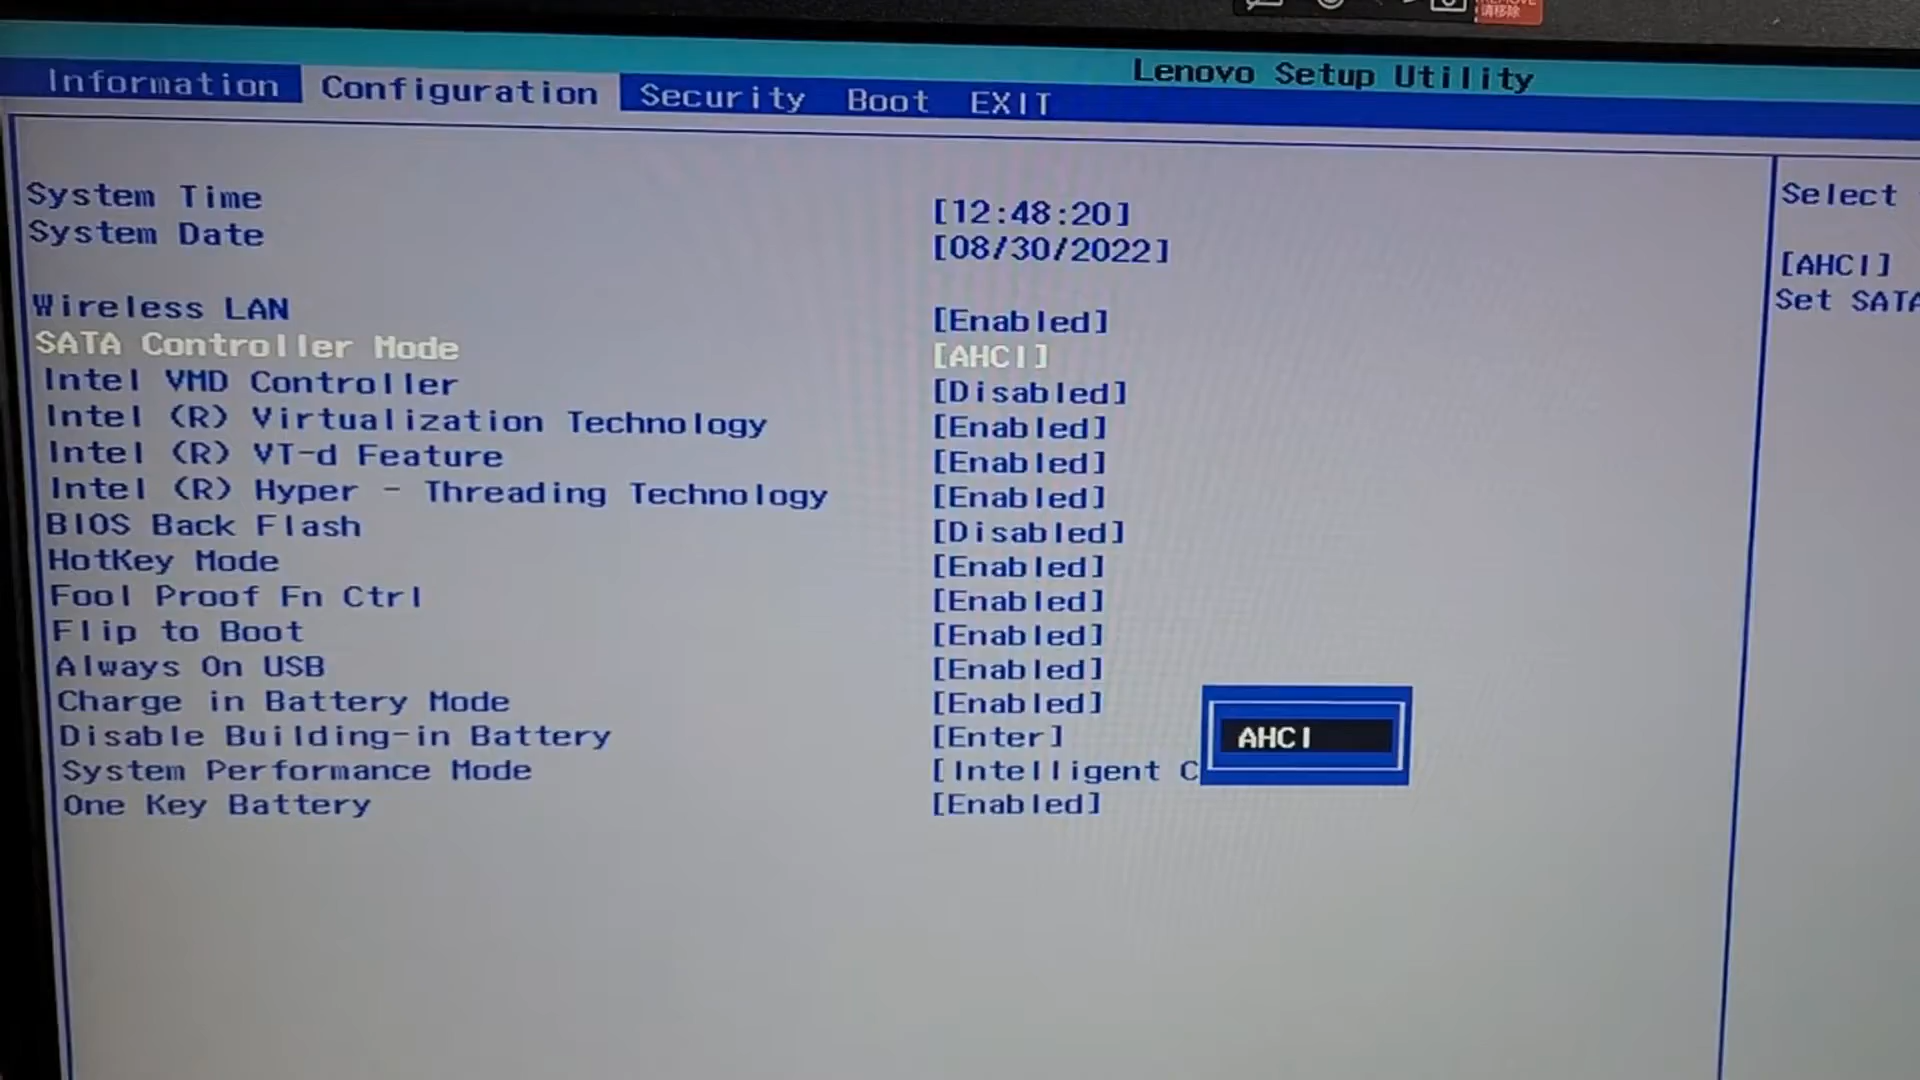 REMOVE
请移除
Lenovo Setup Utility
Information Configuration Security Boot EXIT
System Time [12:48:20]
System Date [08/30/2022]
Wireless LAN [Enabled]
SATA Controller Mode [AHCI]
Intel VMD Controller [Disabled]
Intel (R) Virtualization Technology [Enabled]
Intel (R) VT-d Feature [Enabled]
Intel (R) Hyper - Threading Technology [Enabled]
BIOS Back Flash [Disabled]
HotKey Mode [Enabled]
Fool Proof Fn Ctrl [Enabled]
Flip to Boot [Enabled]
Always On USB [Enabled]
Charge in Battery Mode [Enabled]
Disable Building-in Battery [Enter]
System Performance Mode [Intelligent C
One Key Battery [Enabled]
AHCI
Select
[AHCI]
Set SATA